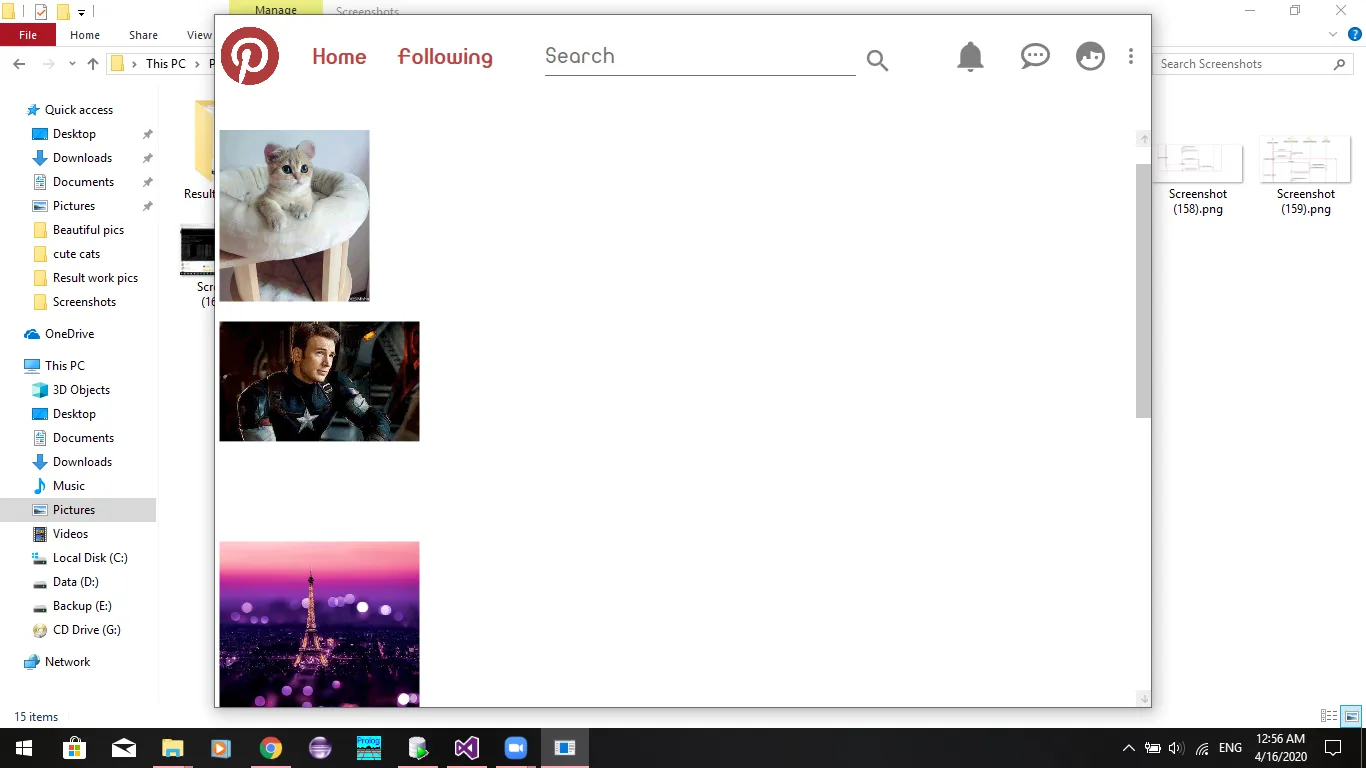 Manage
Screenshots
File
Home
Share
View
This PC
Search Screenshots
Home
Following
Search
Quick access
Desktop
Downloads
Documents
Pictures
Beautiful pics
cute cats
Result work pics
Screenshots
OneDrive
This PC
3D Objects
Desktop
Documents
Downloads
Music
Pictures
Videos
Local Disk (C:)
Data (D:)
Backup (E:)
CD Drive (G:)
Network
Result
Scr
(16
Screenshot
(158).png
Screenshot
(159).png
15 items
Prolog
ENG
12:56 AM
4/16/2020